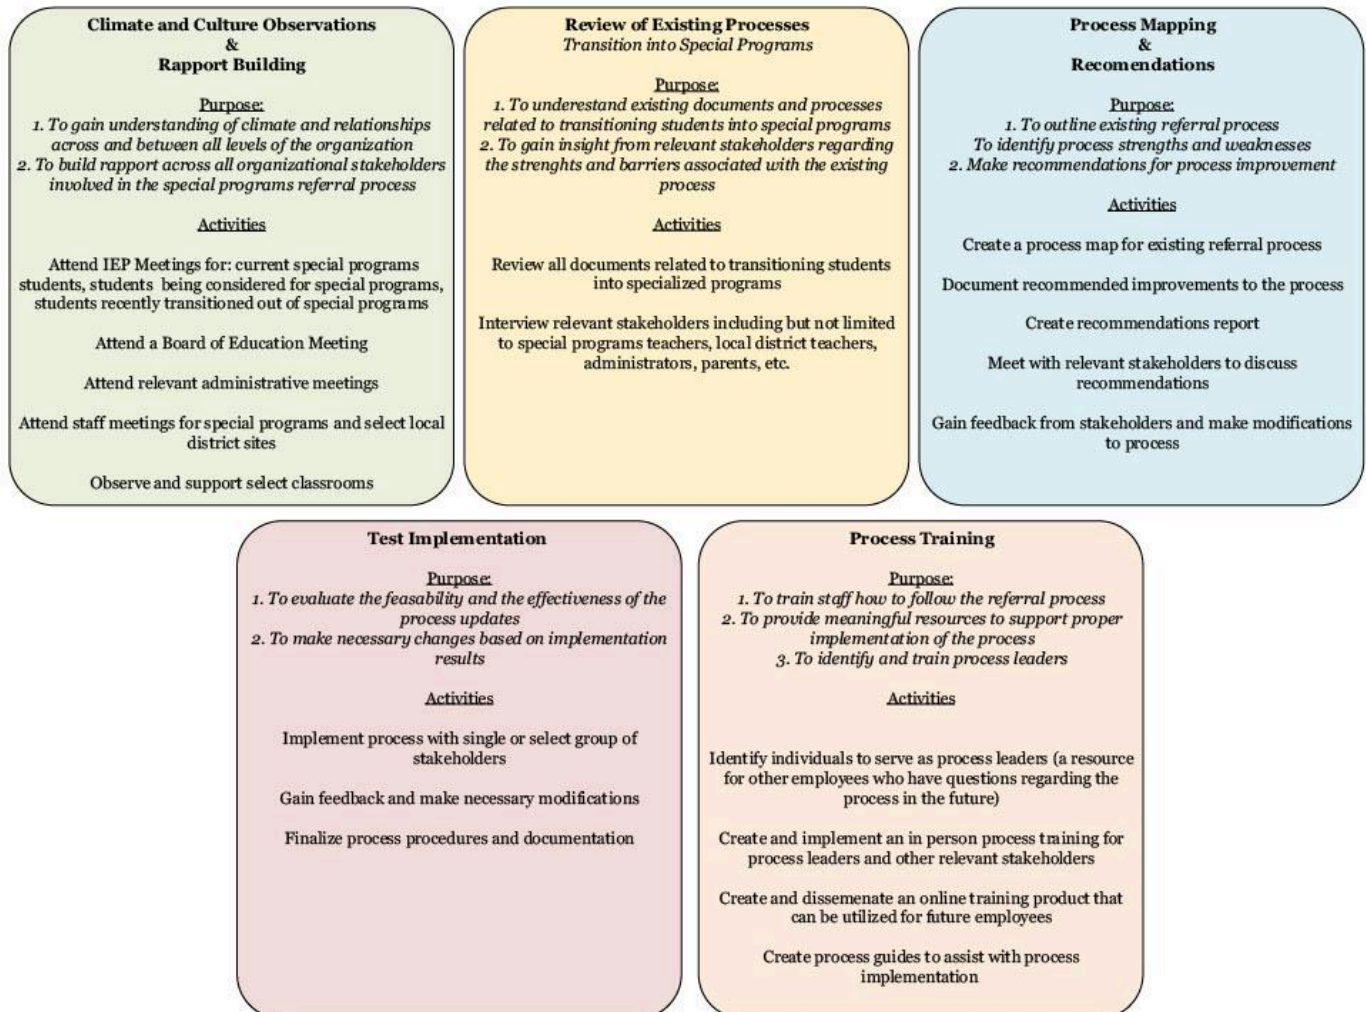 Climate and Culture Observations
&
Rapport Building
Purpose:
1. To gain understanding of climate and relationships
across and between all levels of the organization
2. To build rapport across all organizational stakeholders
involved in the special programs referral process
Activities
Attend IEP Meetings for: current special programs
students, students being considered for special programs,
students recently transitioned out of special programs
Attend a Board of Education Meeting
Attend relevant administrative meetings
Attend staff meetings for special programs and select local
district sites
Observe and support select classrooms
Review of Existing Processes
Transition into Special Programs
Purpose:
1. To underestand existing documents and processes
related to transitioning students into special programs
2. To gain insight from relevant stakeholders regarding
the strenghts and barriers associated with the existing
process
Activities
Review all documents related to transitioning students
into specialized programs
Interview relevant stakeholders including but not limited
to special programs teachers, local district teachers,
administrators, parents, etc.
Process Mapping
&
Recomendations
Purpose:
1. To outline existing referral process
To identify process strengths and weaknesses
2. Make recommendations for process improvement
Activities
Create a process map for existing referral process
Document recommended improvements to the process
Create recommendations report
Meet with relevant stakeholders to discuss
recommendations
Gain feedback from stakeholders and make modifications
to process
Test Implementation
Purpose:
1. To evaluate the feasability and the effectiveness of the
process updates
2. To make necessary changes based on implementation
results
Activities
Implement process with single or select group of
stakeholders
Gain feedback and make necessary modifications
Finalize process procedures and documentation
Process Training
Purpose:
1. To train staff how to follow the referral process
2. To provide meaningful resources to support proper
implementation of the process
3. To identify and train process leaders
Activities
Identify individuals to serve as process leaders (a resource
for other employees who have questions regarding the
process in the future)
Create and implement an in person process training for
process leaders and other relevant stakeholders
Create and dissemenate an online training product that
can be utilized for future employees
Create process guides to assist with process
implementation